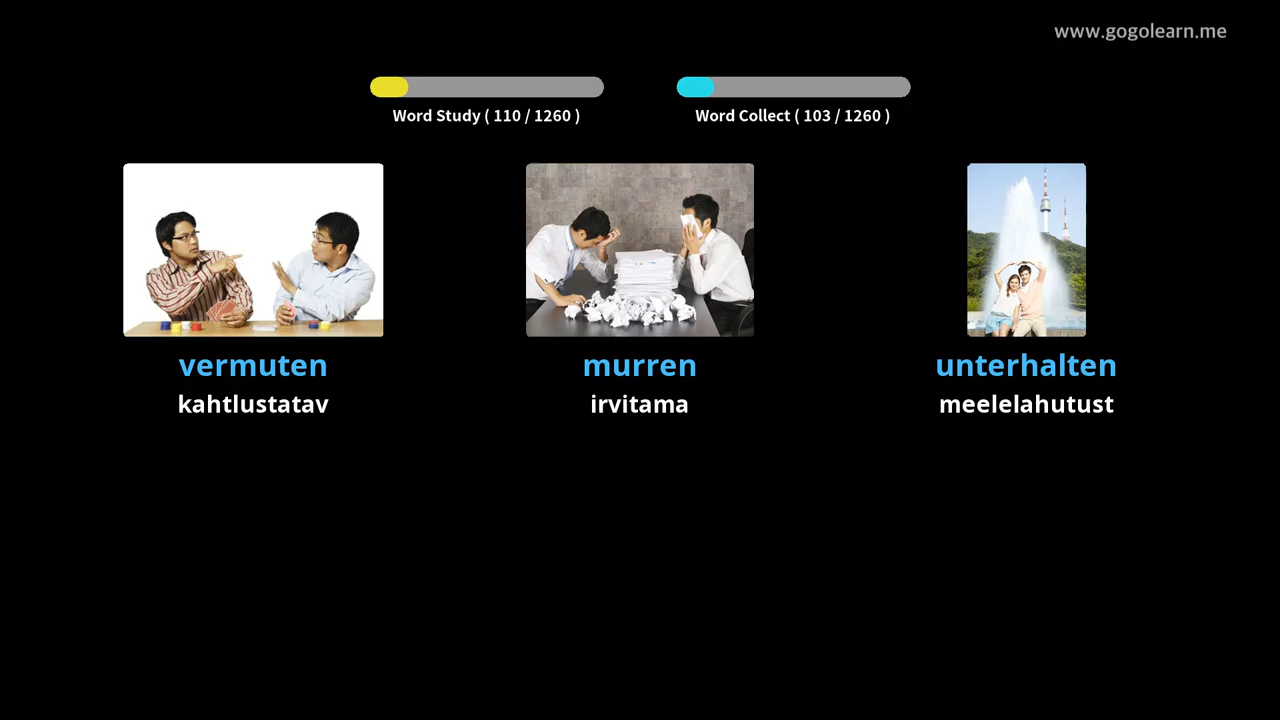 www.gogolearn.me
Word Study ( 110 / 1260 )
Word Collect ( 103 / 1260 )
vermuten
kahtlustatav
murren
irvitama
unterhalten
meelelahutust